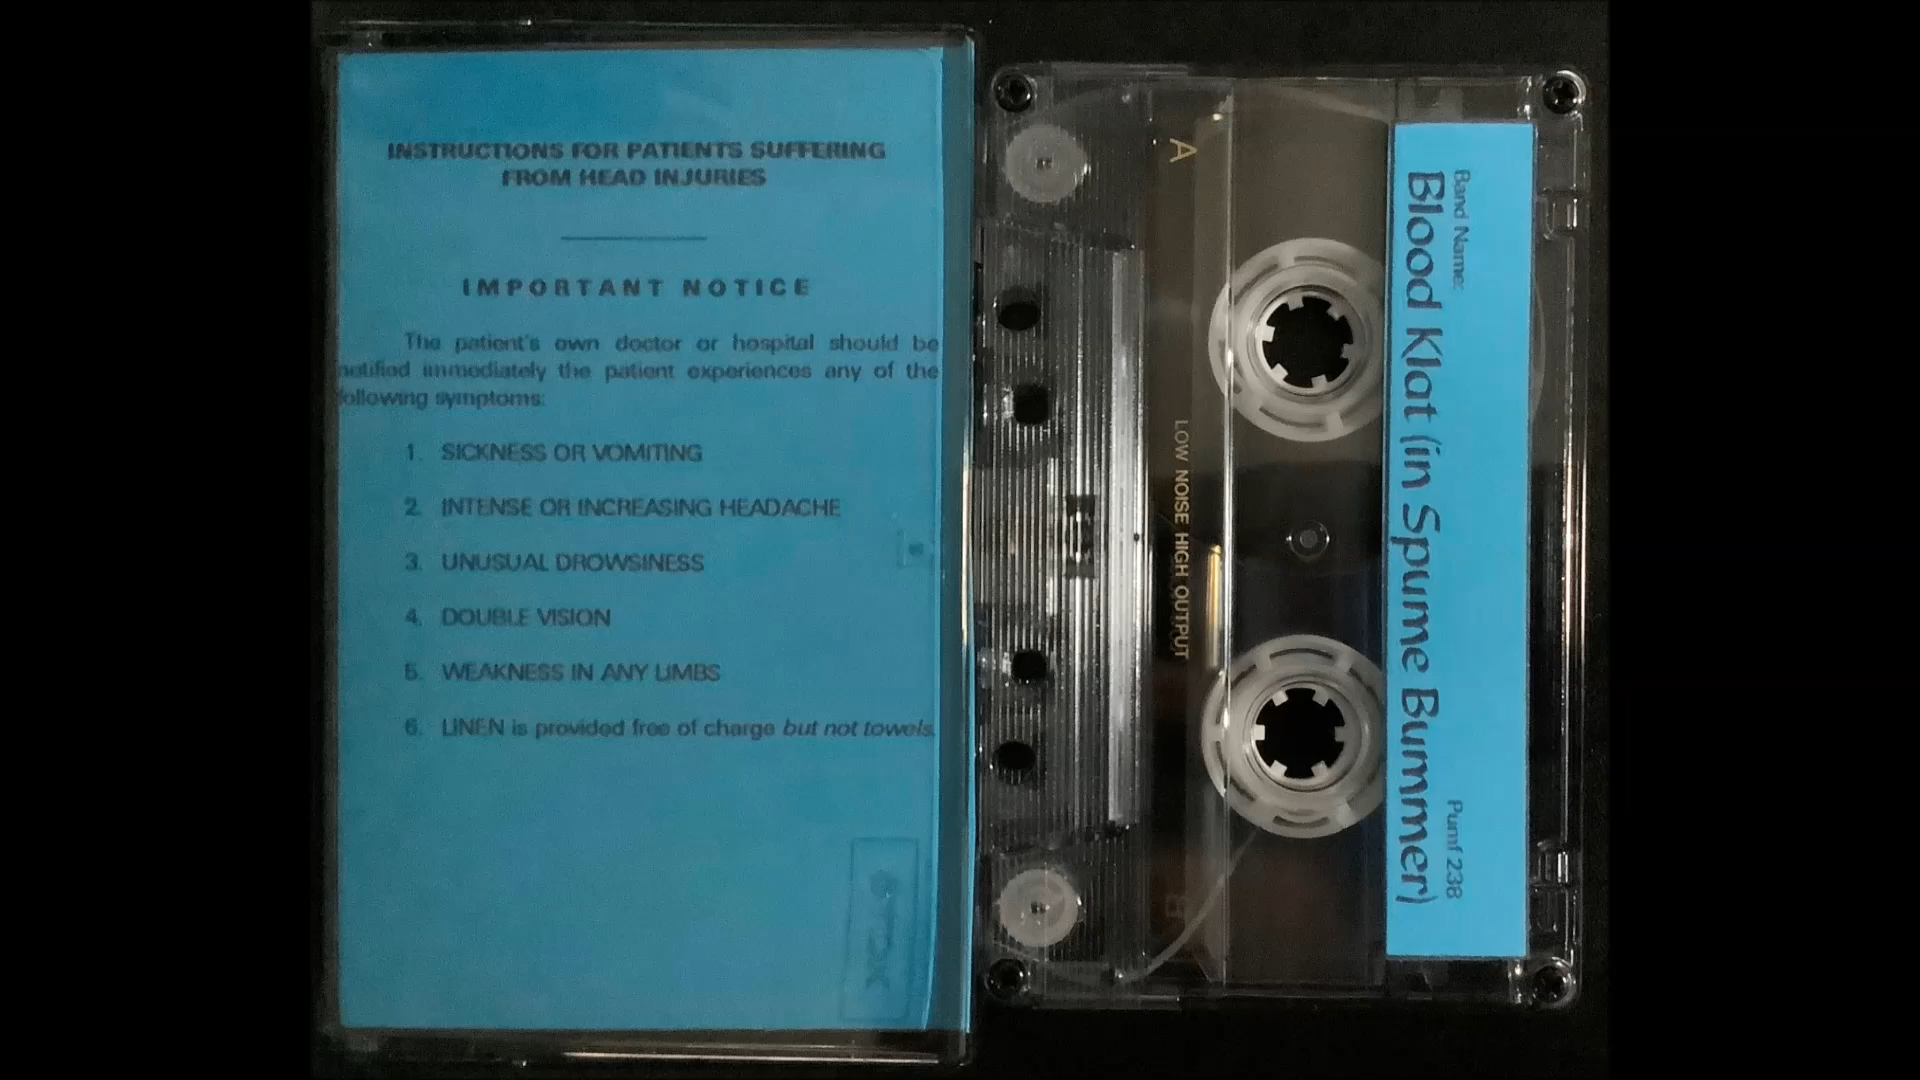 INSTRUCTIONS FOR PATIENTS SUFFERING
FROM HEAD INJURIES
IMPORTANT NOTICE
The patient's own doctor or hospital should be
notified immediately the patient experiences any of the
following symptoms:
1. SICKNESS OR VOMITING
2. INTENSE OR INCREASING HEADACHE
3. UNUSUAL DROWSINESS
4. DOUBLE VISION
5. WEAKNESS IN ANY LIMBS
6. LINEN is provided free of charge but not towels.
A
LOW NOISE HIGH OUTPUT
B
Band Name:
Pumf 238
Blood Klat (in Spume Bummer)